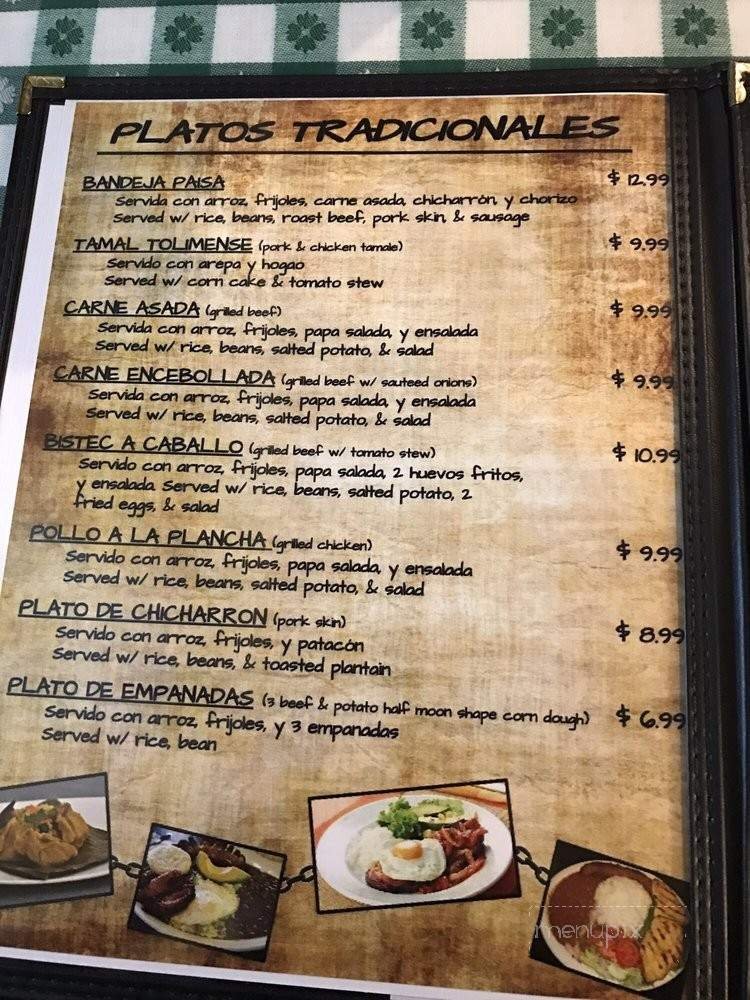 PLATOS TRADICIONALES
BANDEJA PAISA $ 12.99
Servida con arroz, frijoles, carne asada, chicharrón, y chorizo
Served w/ rice, beans, roast beef, pork skin, & sausage
TAMAL TOLIMENSE (pork & chicken tamale) $ 9.99
Servido con arepa y hogao
Served w/ corn cake & tomato stew
CARNE ASADA (grilled beef) $ 9.99
Servida con arroz, frijoles, papa salada, y ensalada
Served w/ rice, beans, salted potato, & salad
CARNE ENCEBOLLADA (grilled beef w/ sauteed onions) $ 9.99
Servida con arroz, frijoles, papa salada, y ensalada
Served w/ rice, beans, salted potato, & salad
BISTEC A CABALLO (grilled beef w/ tomato stew) $ 10.99
Servido con arroz, frijoles, papa salada, 2 huevos fritos,
y ensalada Served w/ rice, beans, salted potato, 2
fried eggs, & salad
POLLO A LA PLANCHA (grilled chicken) $ 9.99
Servido con arroz, frijoles, papa salada, y ensalada
Served w/ rice, beans, salted potato, & salad
PLATO DE CHICHARRON (pork skin) $ 8.99
Servido con arroz, frijoles, y patacón
Served w/ rice, beans, & toasted plantain
PLATO DE EMPANADAS (3 beef & potato half moon shape corn dough) $ 6.99
Servido con arroz, frijoles, y 3 empanadas
Served w/ rice, bean
menupix